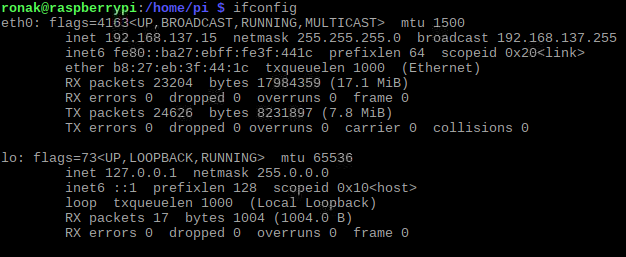 ronak@raspberrypi:/home/pi $ ifconfig
eth0: flags=4163<UP,BROADCAST,RUNNING,MULTICAST>  mtu 1500
        inet 192.168.137.15  netmask 255.255.255.0  broadcast 192.168.137.255
        inet6 fe80::ba27:ebff:fe3f:441c  prefixlen 64  scopeid 0x20<link>
        ether b8:27:eb:3f:44:1c  txqueuelen 1000  (Ethernet)
        RX packets 23204  bytes 17984359 (17.1 MiB)
        RX errors 0  dropped 0  overruns 0  frame 0
        TX packets 24626  bytes 8231897 (7.8 MiB)
        TX errors 0  dropped 0 overruns 0  carrier 0  collisions 0
lo: flags=73<UP,LOOPBACK,RUNNING>  mtu 65536
        inet 127.0.0.1  netmask 255.0.0.0
        inet6 ::1  prefixlen 128  scopeid 0x10<host>
        loop  txqueuelen 1000  (Local Loopback)
        RX packets 17  bytes 1004 (1004.0 B)
        RX errors 0  dropped 0  overruns 0  frame 0